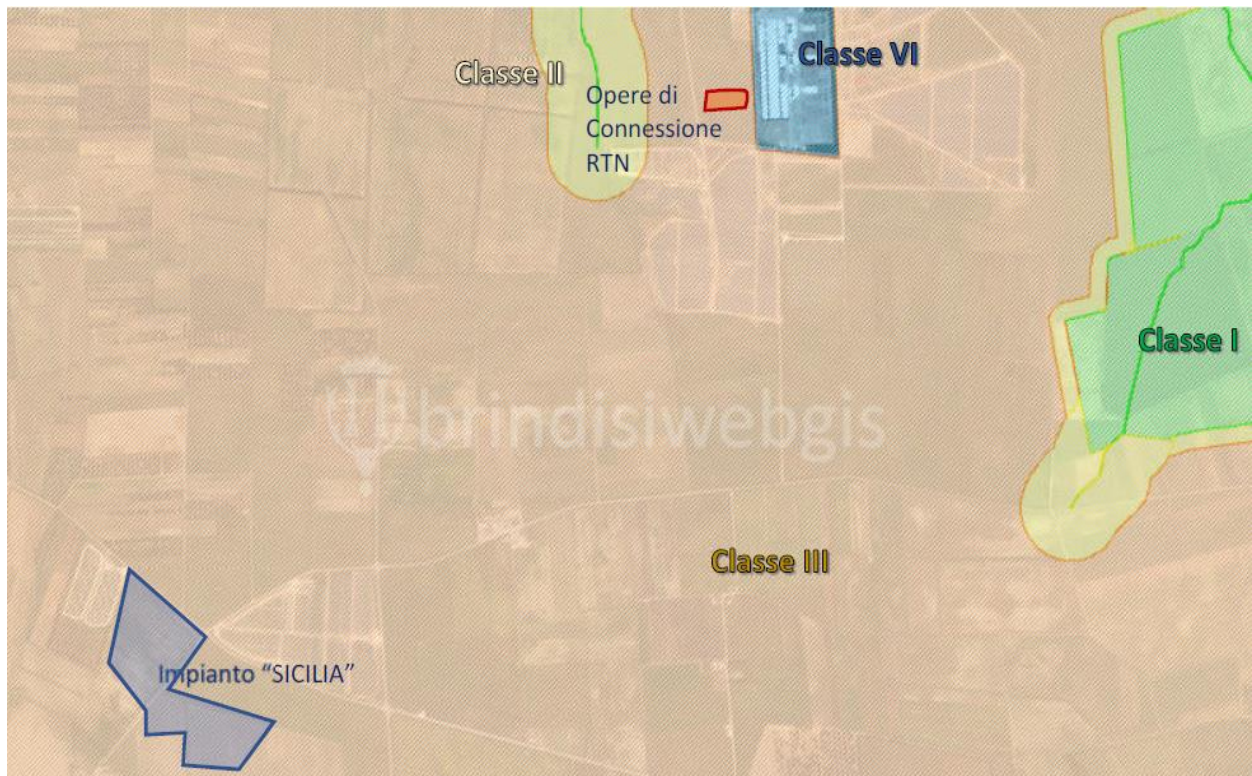 Classe VI
Classe II
Opere di
Connessione
RTN
Classe I
brindisiwebgis
Classe III
Impianto “SICILIA”